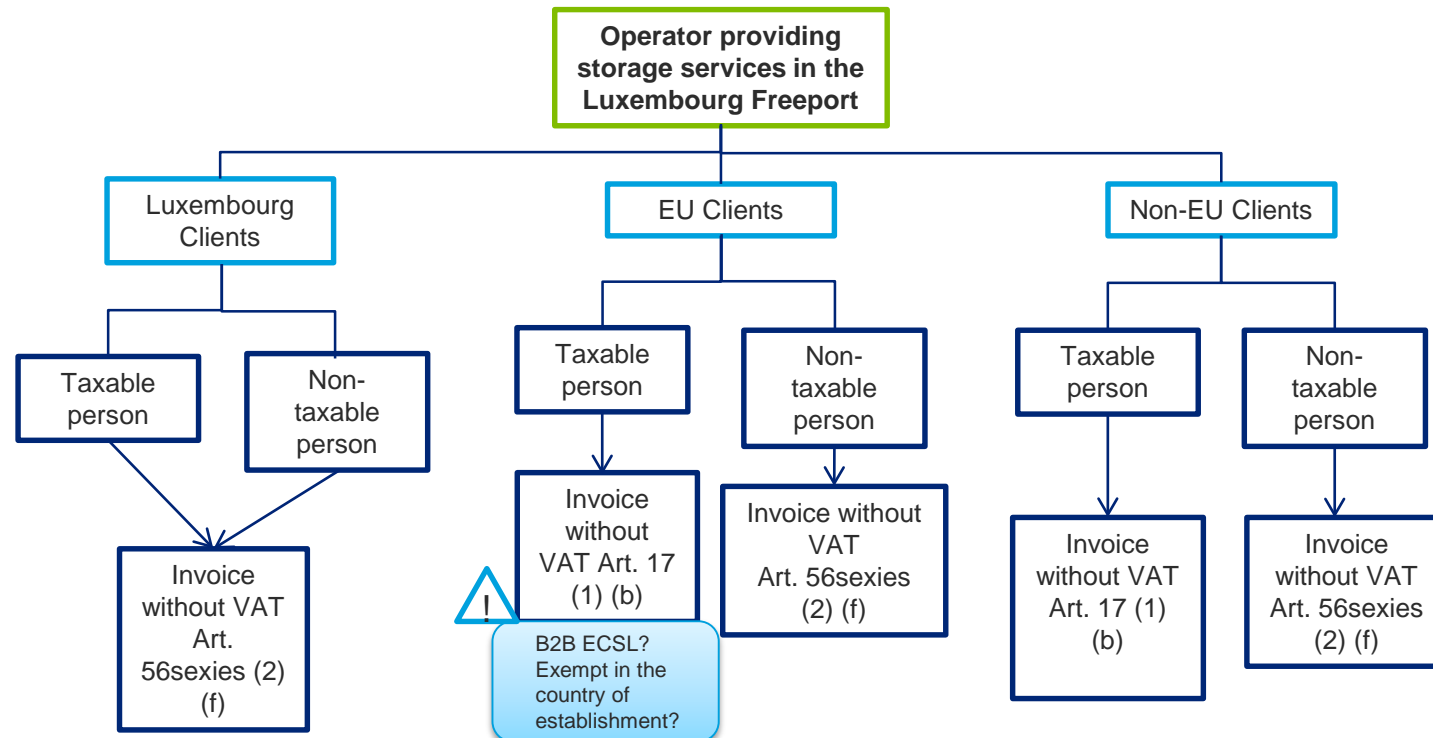 Operator providing
storage services in the
Luxembourg Freeport
Luxembourg
Clients
EU Clients
Non-EU Clients
Taxable
person
Non-
taxable
person
Taxable
person
Non-
taxable
person
Taxable
person
Non-
taxable
person
Invoice
without VAT
Art.
56sexies (2)
(f)
Invoice
without
VAT Art. 17
(1) (b)
!
B2B ECSL?
Exempt in the
country of
establishment?
Invoice without
VAT
Art. 56sexies
(2) (f)
Invoice
without VAT
Art. 17 (1)
(b)
Invoice
without VAT
Art. 56sexies
(2) (f)